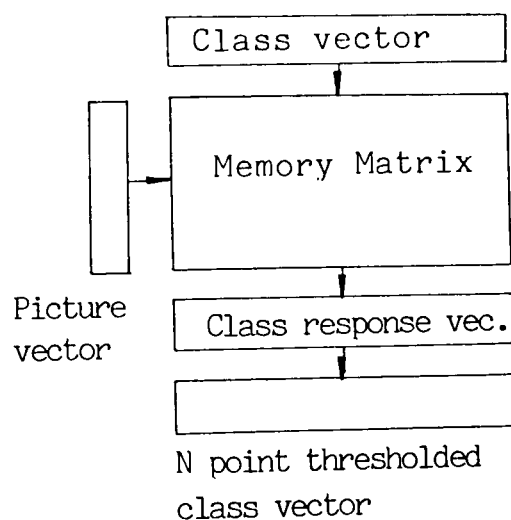 Class vector
Memory Matrix
Picture
vector
Class response vec.
N point thresholded
class vector